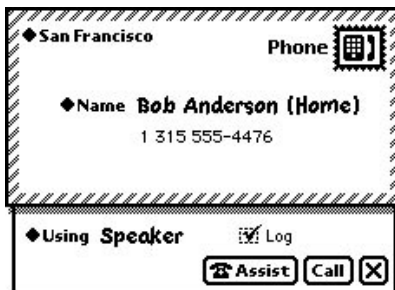 ◆San Francisco
Phone
◆Name Bob Anderson (Home)
1 315 555-4476
◆Using Speaker Log
Assist Call